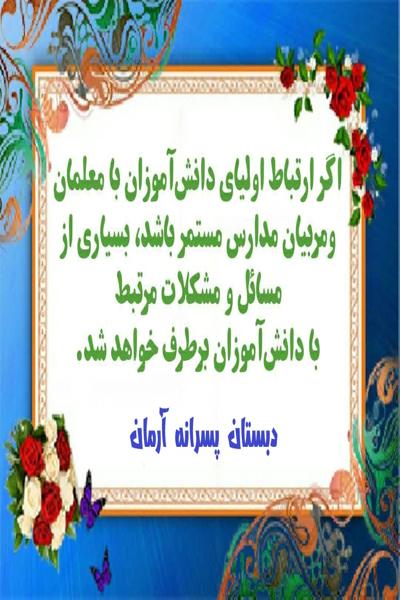 اگر ارتباط اولیای دانش‌آموزان با معلمان
ومربیان مدارس مستمر باشد، بسیاری از
مسائل و مشکلات مرتبط
با دانش‌آموزان برطرف خواهد شد.
دبستان پسرانه آرمان